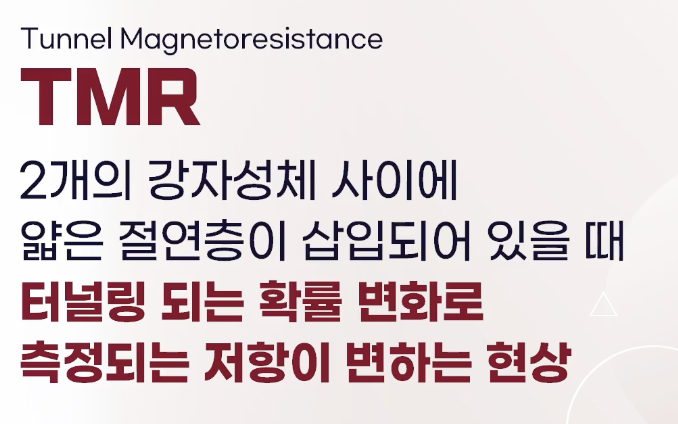 Tunnel Magnetoresistance
TMR
2개의 강자성체 사이에
얇은 절연층이 삽입되어 있을 때
터널링 되는 확률 변화로
측정되는 저항이 변하는 현상